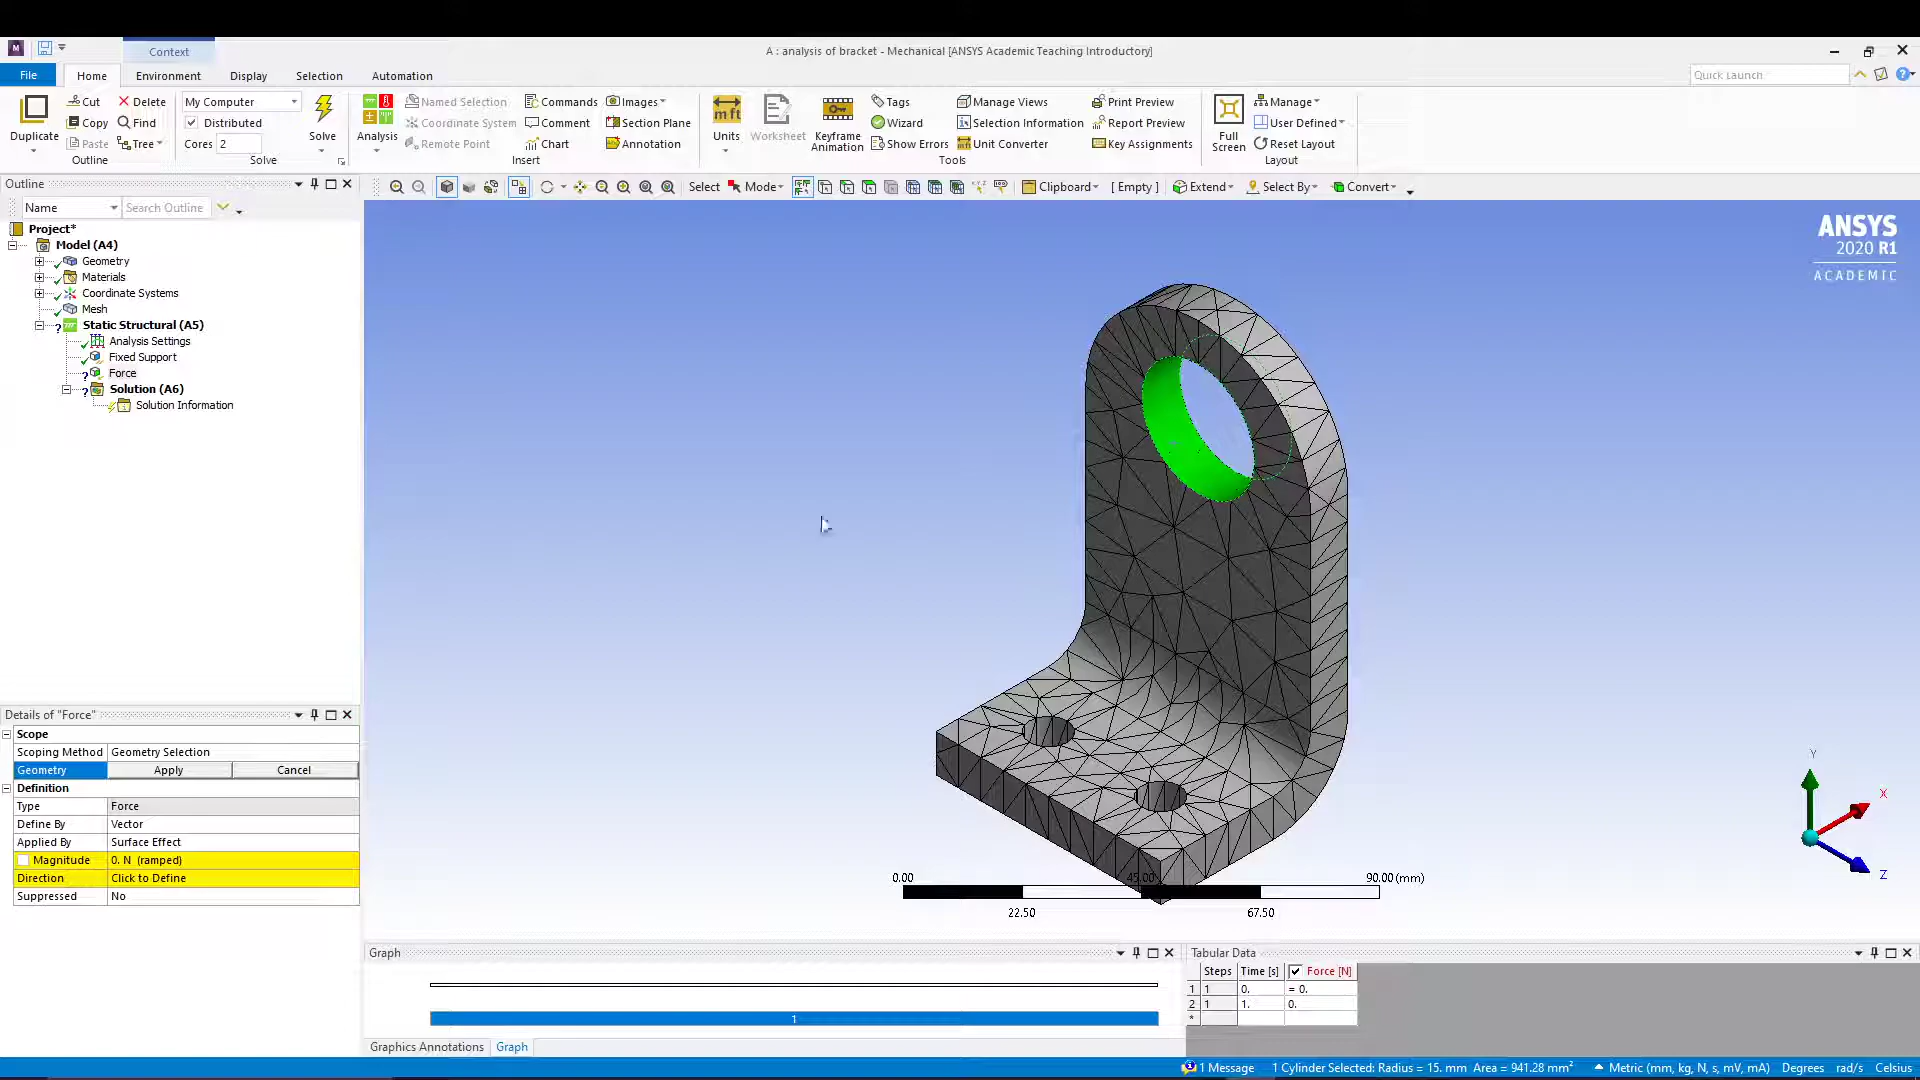 Context
A : analysis of bracket - Mechanical [ANSYS Academic Teaching Introductory]
File
Home
Environment
Display
Selection
Automation
Quick Launch
Duplicate
Cut
Copy
Paste
Delete
Find
Tree
Outline
My Computer
Distributed
Cores 2
Solve
Solve
Analysis
Named Selection
Coordinate System
Remote Point
Commands
Comment
Chart
Images
Section Plane
Annotation
Insert
Units
Worksheet
Keyframe
Animation
Tags
Wizard
Show Errors
Manage Views
Selection Information
Unit Converter
Print Preview
Report Preview
Key Assignments
Tools
Full
Screen
Manage
User Defined
Reset Layout
Layout
Outline
Select
Mode
Clipboard
[ Empty ]
Extend
Select By
Convert
Name
Search Outline
Project*
Model (A4)
Geometry
Materials
Coordinate Systems
Mesh
Static Structural (A5)
Analysis Settings
Fixed Support
Force
Solution (A6)
Solution Information
ANSYS
2020 R1
ACADEMIC
Details of "Force"
Scope
Scoping Method Geometry Selection
Geometry Apply Cancel
Definition
Type Force
Define By Vector
Applied By Surface Effect
Magnitude 0. N (ramped)
Direction Click to Define
Suppressed No
Y
X
Z
0.00 45.00 90.00 (mm)
22.50 67.50
Graph
1
Graphics Annotations Graph
Tabular Data
Steps Time [s] Force [N]
1 1 0. = 0.
2 1 1. 0.
*
1 Message
1 Cylinder Selected: Radius = 15. mm Area = 941.28 mm²
Metric (mm, kg, N, s, mV, mA)
Degrees
rad/s
Celsius